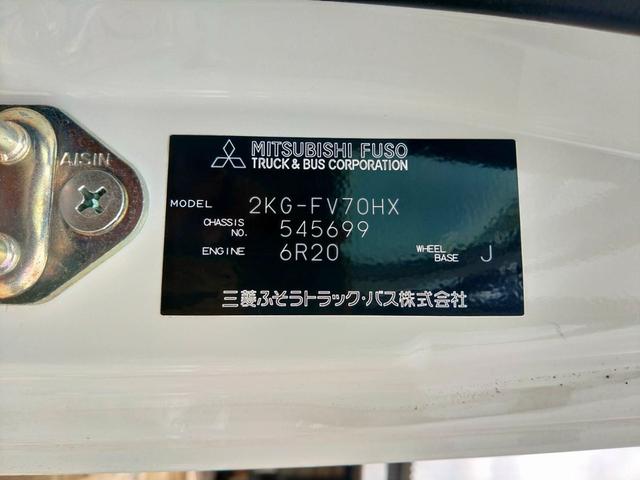 AISIN
MITSUBISHI FUSO
TRUCK & BUS CORPORATION
MODEL 2KG-FV70HX
CHASSIS NO. 545699
ENGINE 6R20 WHEEL BASE J
三菱ふそうトラック・バス株式会社